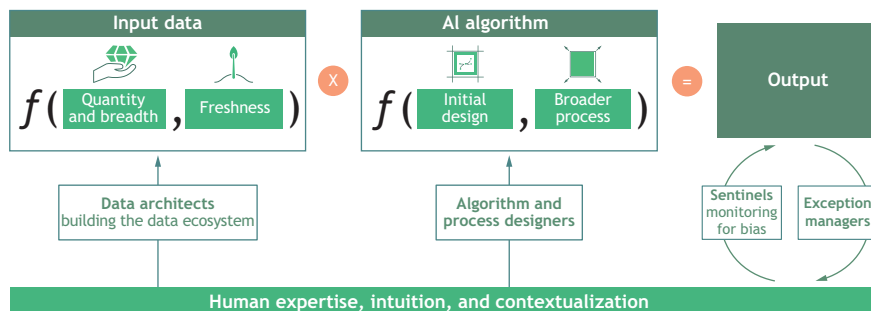 Input data
f( Quantity and breadth , Freshness )
X
AI algorithm
f( Initial design , Broader process )
=
Output
Data architects
building the data ecosystem
Algorithm and
process designers
Sentinels
monitoring
for bias
Exception
managers
Human expertise, intuition, and contextualization